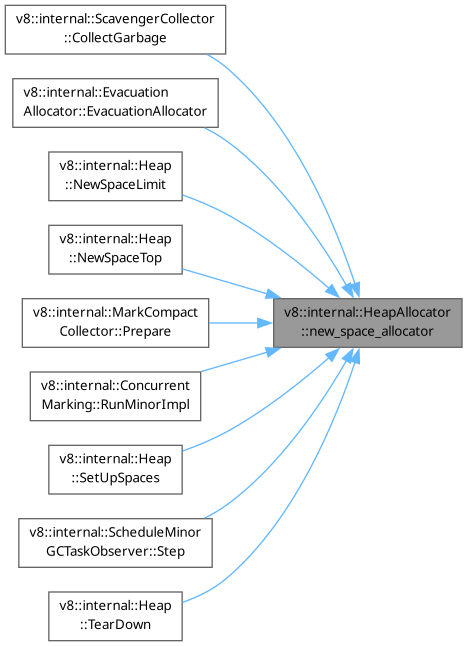 v8::internal::ScavengerCollector
::CollectGarbage
v8::internal::Evacuation
Allocator::EvacuationAllocator
v8::internal::Heap
::NewSpaceLimit
v8::internal::Heap
::NewSpaceTop
v8::internal::MarkCompact
Collector::Prepare
v8::internal::HeapAllocator
::new_space_allocator
v8::internal::Concurrent
Marking::RunMinorImpl
v8::internal::Heap
::SetUpSpaces
v8::internal::ScheduleMinor
GCTaskObserver::Step
v8::internal::Heap
::TearDown